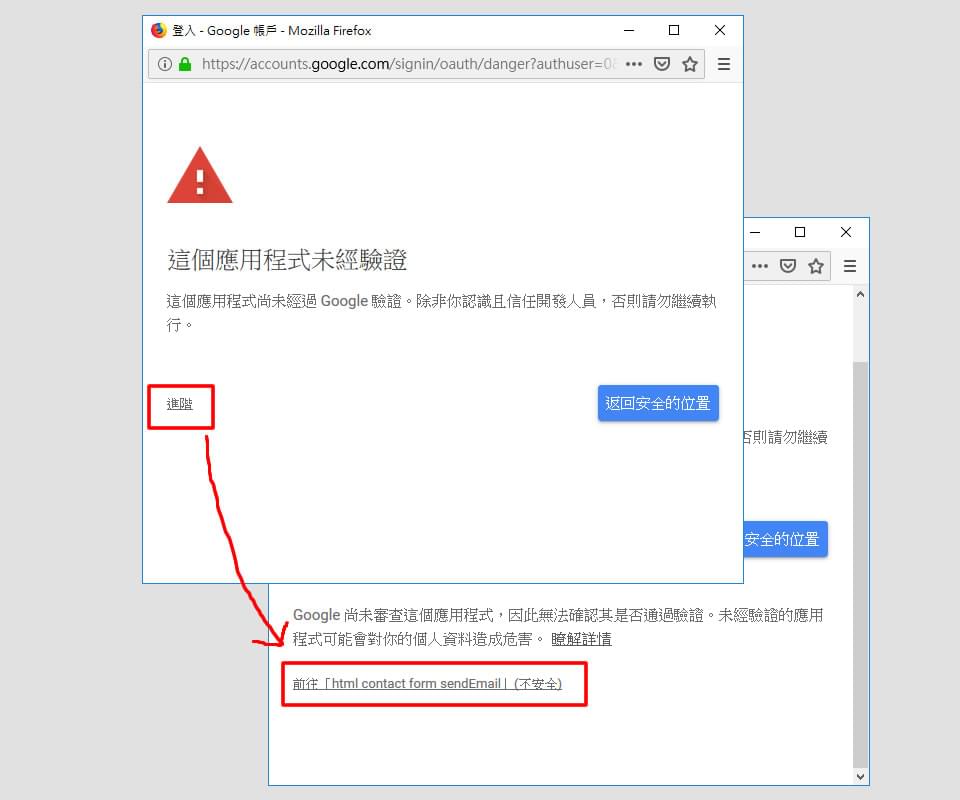 登入 - Google 帳戶 - Mozilla Firefox
https://accounts.google.com/signin/oauth/danger?authuser=08
這個應用程式未經驗證
這個應用程式尚未經過 Google 驗證。除非你認識且信任開發人員，否則請勿繼續執
行。
進階
返回安全的位置
否則請勿繼續
安全的位置
Google 尚未審查這個應用程式，因此無法確認其是否通過驗證。未經驗證的應用
程式可能會對你的個人資料造成危害。 瞭解詳情
前往「html contact form sendEmail」(不安全)